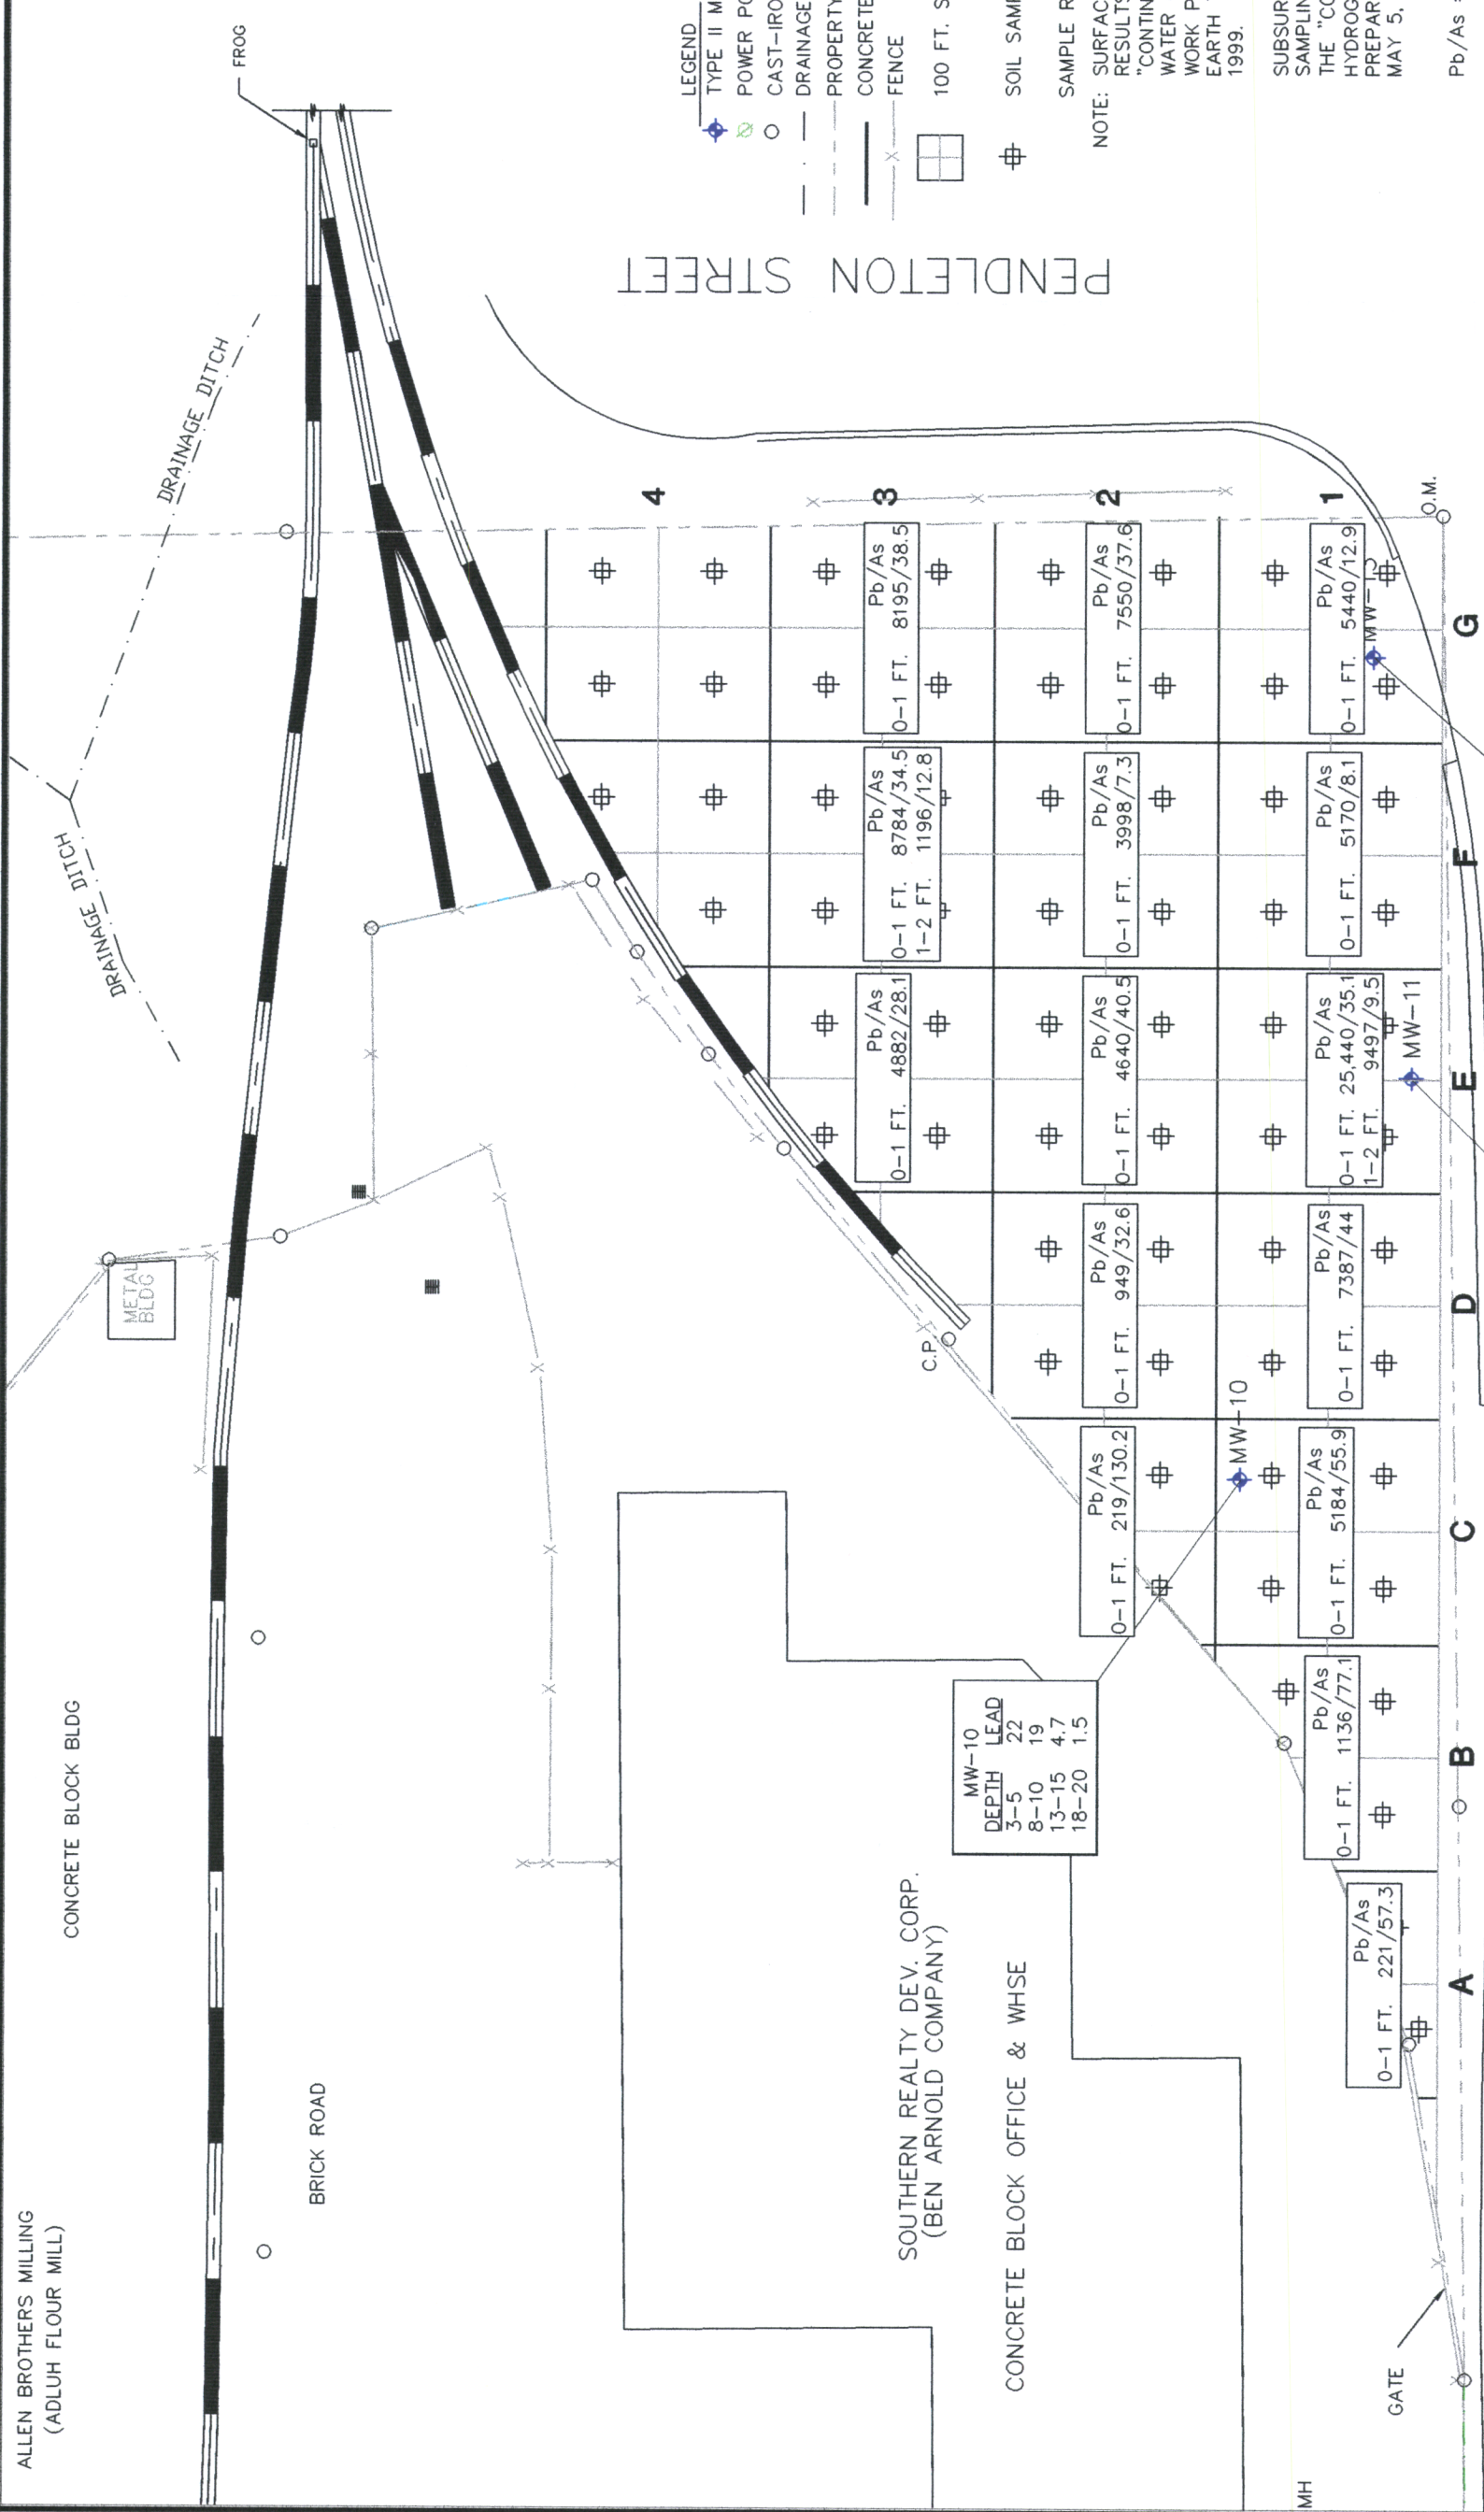 ALLEN BROTHERS MILLING
(ADLUH FLOUR MILL)
CONCRETE BLOCK BLDG
BRICK ROAD
METAL
BLDG
DRAINAGE DITCH
DRAINAGE DITCH
FROG
SOUTHERN REALTY DEV. CORP.
(BEN ARNOLD COMPANY)
CONCRETE BLOCK OFFICE & WHSE
MW-10
DEPTH LEAD
3-5 22
8-10 19
13-15 4.7
18-20 1.5
C.P.
4
3
2
1
Pb/As
0-1 FT. 4882/28.1
Pb/As
0-1 FT. 8784/34.5
1-2 FT. 1196/12.8
Pb/As
0-1 FT. 8195/38.5
Pb/As
0-1 FT. 219/130.2
Pb/As
0-1 FT. 949/32.6
Pb/As
0-1 FT. 4640/40.5
Pb/As
0-1 FT. 3998/7.3
Pb/As
0-1 FT. 7550/37.6
MW-10
Pb/As
0-1 FT. 221/57.3
Pb/As
0-1 FT. 1136/77.1
Pb/As
0-1 FT. 5184/55.9
Pb/As
0-1 FT. 7387/44
Pb/As
0-1 FT. 25,440/35.1
1-2 FT. 9497/9.5
Pb/As
0-1 FT. 5170/8.1
Pb/As
0-1 FT. 5440/12.9
MW-11
O.M.
A
B
C
D
E
F
G
GATE
MH
PENDLETON STREET
LEGEND
TYPE II M
POWER PO
CAST-IRO
DRAINAGE
PROPERTY
CONCRETE
FENCE
100 FT. S
SOIL SAM
SAMPLE R
NOTE: SURFAC
RESULTS
"CONTIN
WATER
WORK P
EARTH
1999.
SUBSUR
SAMPLIN
THE "CO
HYDROG
PREPAR
MAY 5,
Pb/As